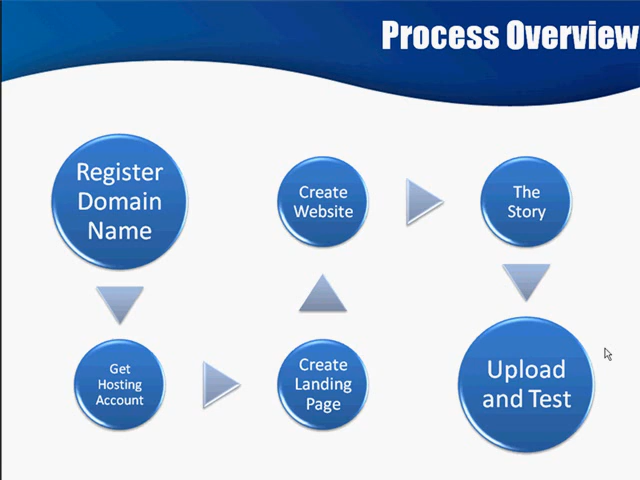 Process Overview
Register
Domain
Name
Get
Hosting
Account
Create
Landing
Page
Create
Website
The
Story
Upload
and Test